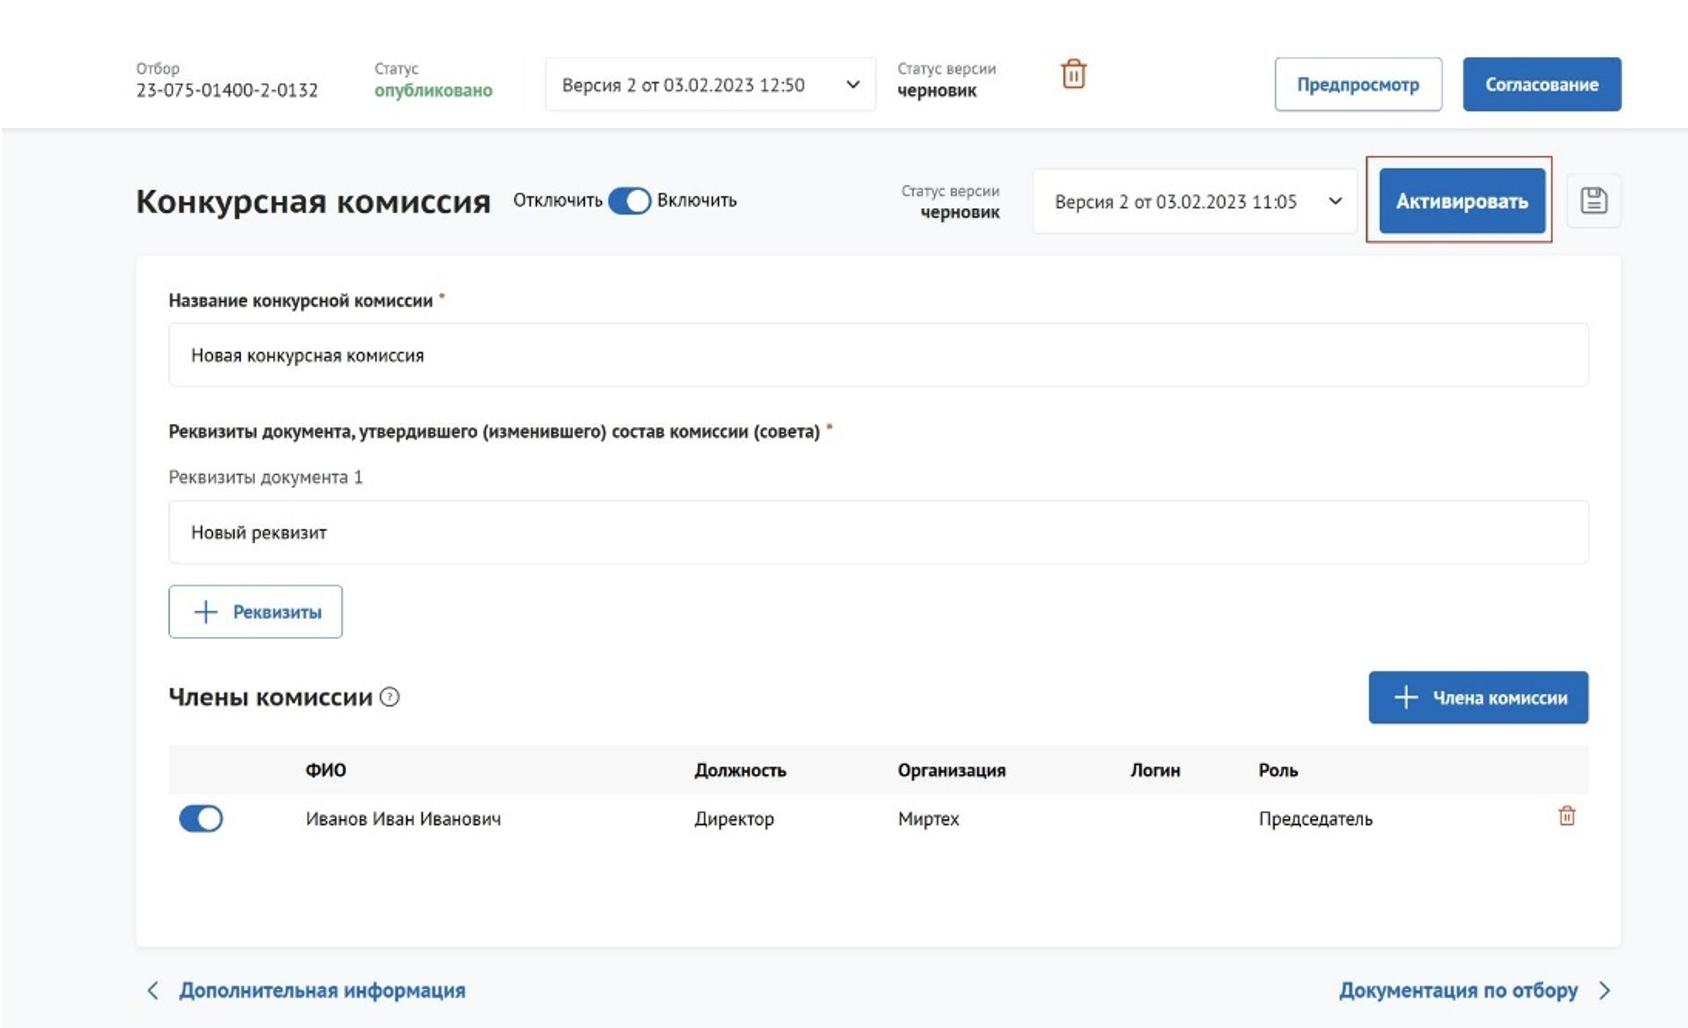 Отбор
23-075-01400-2-0132
Статус
опубликовано
Версия 2 от 03.02.2023 12:50
Статус версии
черновик
Предпросмотр
Согласование
Конкурсная комиссия
Отключить
Включить
Статус версии
черновик
Версия 2 от 03.02.2023 11:05
Активировать
Название конкурсной комиссии *
Новая конкурсная комиссия
Реквизиты документа, утвердившего (изменившего) состав комиссии (совета) *
Реквизиты документа 1
Новый реквизит
+ Реквизиты
Члены комиссии ?
+ Члена комиссии
ФИО Должность Организация Логин Роль
Иванов Иван Иванович Директор Миртех Председатель
< Дополнительная информация
Документация по отбору >